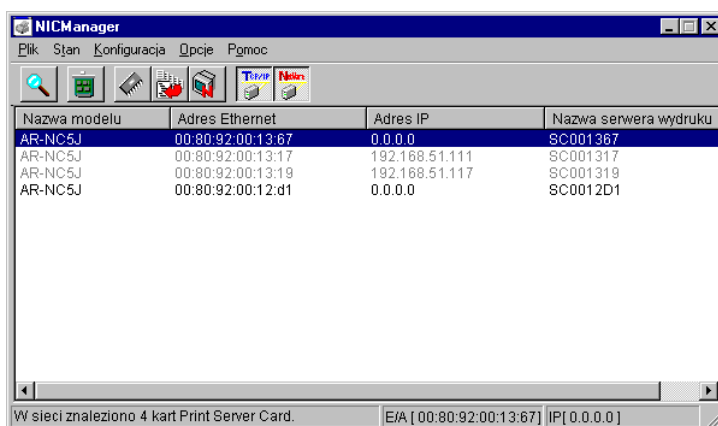 NICManager
Plik Stan Konfiguracja Opcje Pomoc
TCP/IP NetWare
Nazwa modelu Adres Ethernet Adres IP Nazwa serwera wydruku
AR-NC5J 00:80:92:00:13:67 0.0.0.0 SC001367
AR-NC5J 00:80:92:00:13:17 192.168.51.111 SC001317
AR-NC5J 00:80:92:00:13:19 192.168.51.117 SC001319
AR-NC5J 00:80:92:00:12:d1 0.0.0.0 SC0012D1
W sieci znaleziono 4 kart Print Server Card. E/A [ 00:80:92:00:13:67] IP[ 0.0.0.0 ]